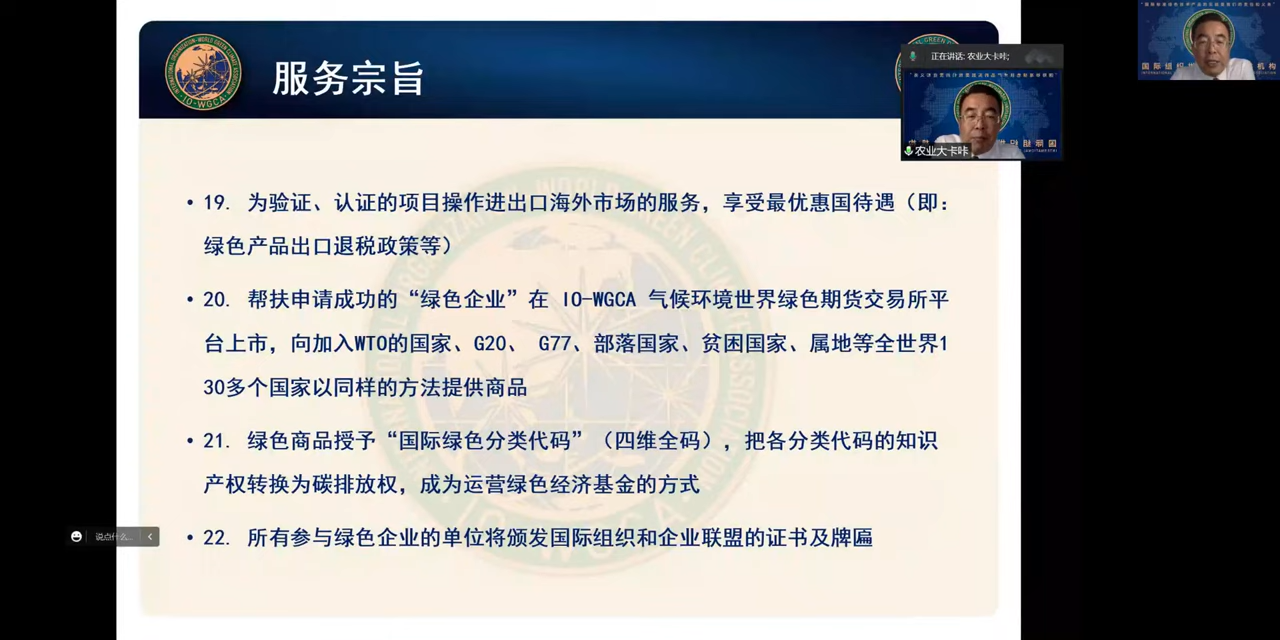 服务宗旨
INTERNATIONAL ORGANIZATION-WORLD GREEN CLIMATE ASSOCIATION
·IO-WGCA·
正在讲话: 农业大卡咔;
农业大卡咔
• 19. 为验证、认证的项目操作进出口海外市场的服务，享受最优惠国待遇（即：
绿色产品出口退税政策等）
• 20. 帮扶申请成功的“绿色企业”在 IO-WGCA 气候环境世界绿色期货交易所平
台上市，向加入WTO的国家、G20、 G77、部落国家、贫困国家、属地等全世界1
30多个国家以同样的方法提供商品
• 21. 绿色商品授予“国际绿色分类代码”（四维全码），把各分类代码的知识
产权转换为碳排放权，成为运营绿色经济基金的方式
• 22. 所有参与绿色企业的单位将颁发国际组织和企业联盟的证书及牌匾
说点什么...